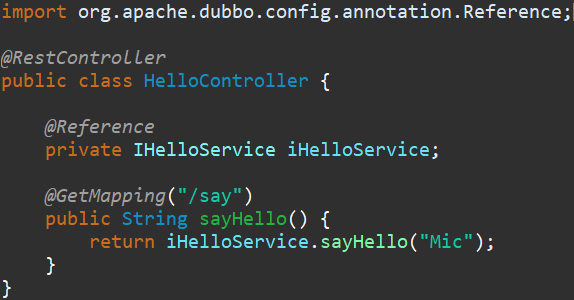 import org.apache.dubbo.config.annotation.Reference;
@RestController
public class HelloController {
@Reference
private IHelloService iHelloService;
@GetMapping("/say")
public String sayHello() {
return iHelloService.sayHello("Mic");
}
}